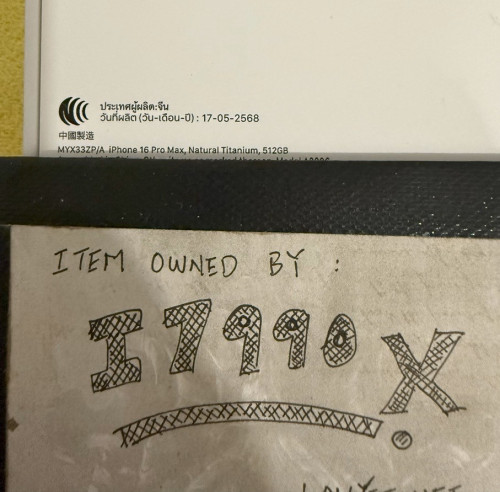 ประเทศผู้ผลิต:จีน
วันที่ผลิต (วัน-เดือน-ปี) : 17-05-2568
中國製造
MYX33ZP/A iPhone 16 Pro Max, Natural Titanium, 512GB
ITEM OWNED BY :
I7990X